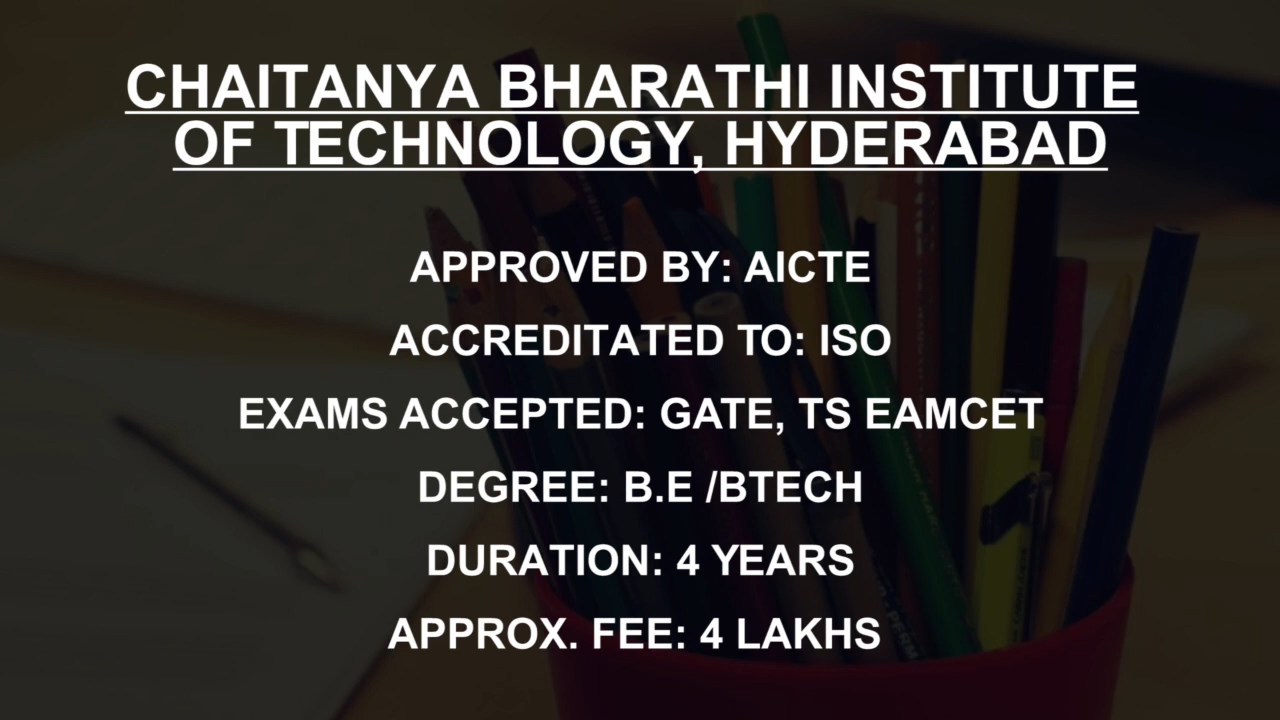 CHAITANYA BHARATHI INSTITUTE
OF TECHNOLOGY, HYDERABAD
APPROVED BY: AICTE
ACCREDITATED TO: ISO
EXAMS ACCEPTED: GATE, TS EAMCET
DEGREE: B.E /BTECH
DURATION: 4 YEARS
APPROX. FEE: 4 LAKHS